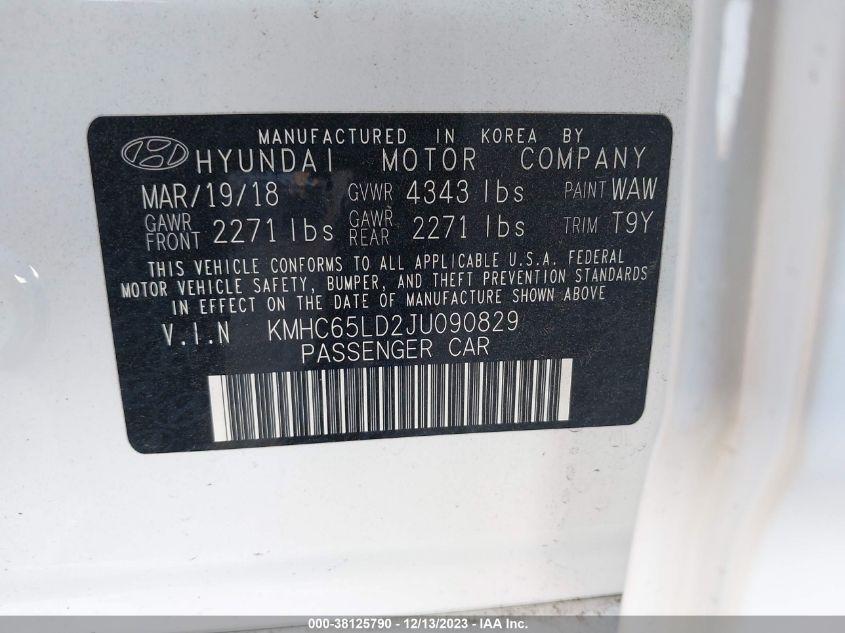 MANUFACTURED IN KOREA BY
HYUNDAI MOTOR COMPANY
MAR/19/18 GVWR 4343 lbs PAINT WAW
GAWR FRONT 2271 lbs GAWR REAR 2271 lbs TRIM T9Y
THIS VEHICLE CONFORMS TO ALL APPLICABLE U.S.A. FEDERAL
MOTOR VEHICLE SAFETY, BUMPER, AND THEFT PREVENTION STANDARDS
IN EFFECT ON THE DATE OF MANUFACTURE SHOWN ABOVE.
V.I.N KMHC65LD2JU090829
PASSENGER CAR
000-38125790 - 12/13/2023 - IAA Inc.